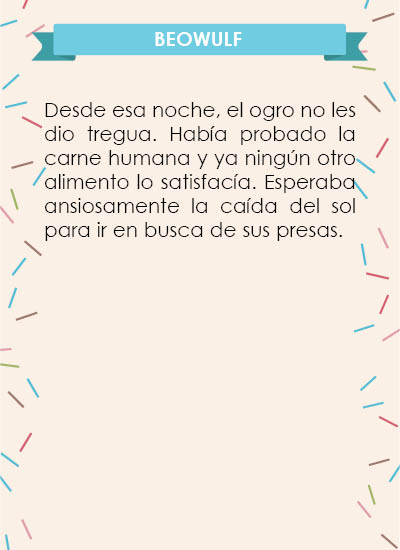 BEOWULF
Desde esa noche, el ogro no les
dio tregua. Había probado la
carne humana y ya ningún otro
alimento lo satisfacía. Esperaba
ansiosamente la caída del sol
para ir en busca de sus presas.